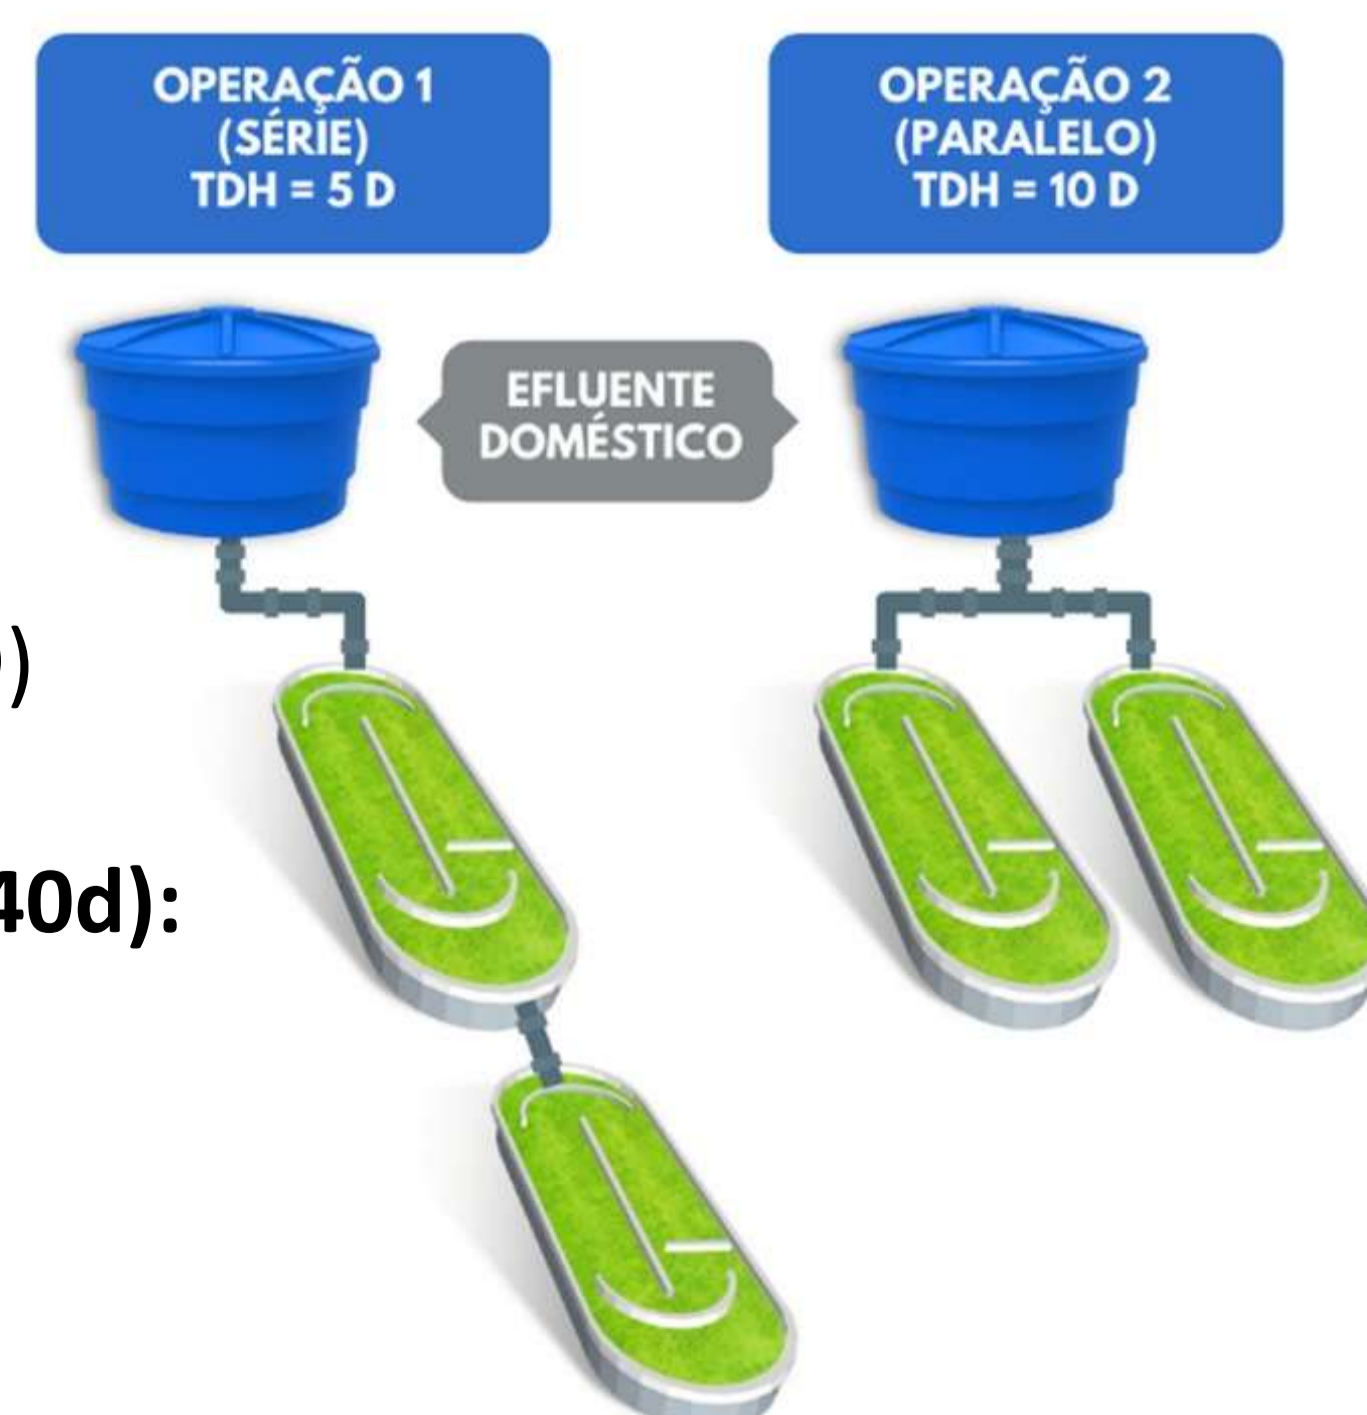 OPERAÇÃO 1
(SÉRIE)
TDH = 5 D
OPERAÇÃO 2
(PARALELO)
TDH = 10 D
EFLUENTE
DOMÉSTICO
)
40d):